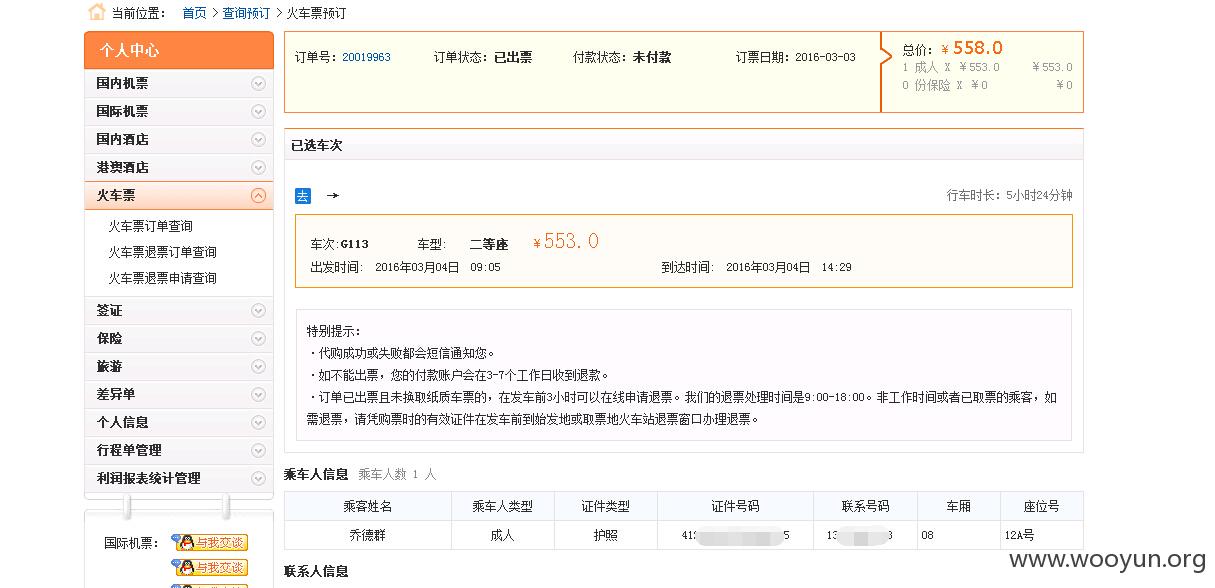 当前位置： 首页 > 查询预订 > 火车票预订
个人中心
国内机票
国际机票
国内酒店
港澳酒店
火车票
火车票订单查询
火车票退票订单查询
火车票退票申请查询
签证
保险
旅游
差异单
个人信息
行程单管理
利润报表统计管理
国际机票： 与我交谈
与我交谈
订单号：20019963 订单状态：已出票 付款状态：未付款 订票日期：2016-03-03
总价：￥558.0
1 成人 X ￥553.0 ￥553.0
0 份保险 X ￥0 ￥0
已选车次
去 → 行车时长：5小时24分钟
车次:G113 车型: 二等座 ￥553.0
出发时间: 2016年03月04日 09:05 到达时间: 2016年03月04日 14:29
特别提示：
·代购成功或失败都会短信通知您。
·如不能出票，您的付款账户会在3-7个工作日收到退款。
·订单已出票且未换取纸质车票的，在发车前3小时可以在线申请退票。我们的退票处理时间是9:00-18:00。非工作时间或者已取票的乘客，如
需退票，请凭购票时的有效证件在发车前到始发地或取票地火车站退票窗口办理退票。
乘车人信息 乘车人数 1 人
乘客姓名 乘车人类型 证件类型 证件号码 联系号码 车厢 座位号
乔德群 成人 护照 412 5 13 3 08 12A号
联系人信息
www.wooyun.org